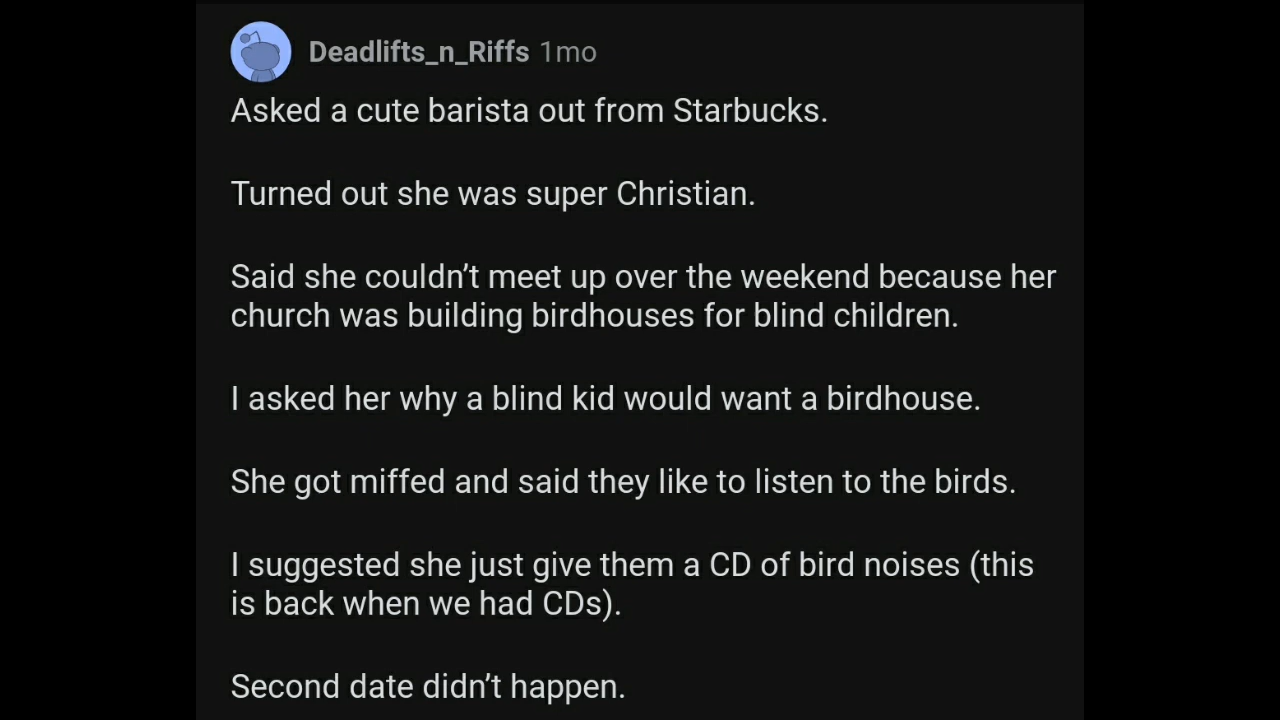 Deadlifts_n_Riffs 1mo
Asked a cute barista out from Starbucks.
Turned out she was super Christian.
Said she couldn’t meet up over the weekend because her
church was building birdhouses for blind children.
I asked her why a blind kid would want a birdhouse.
She got miffed and said they like to listen to the birds.
I suggested she just give them a CD of bird noises (this
is back when we had CDs).
Second date didn’t happen.